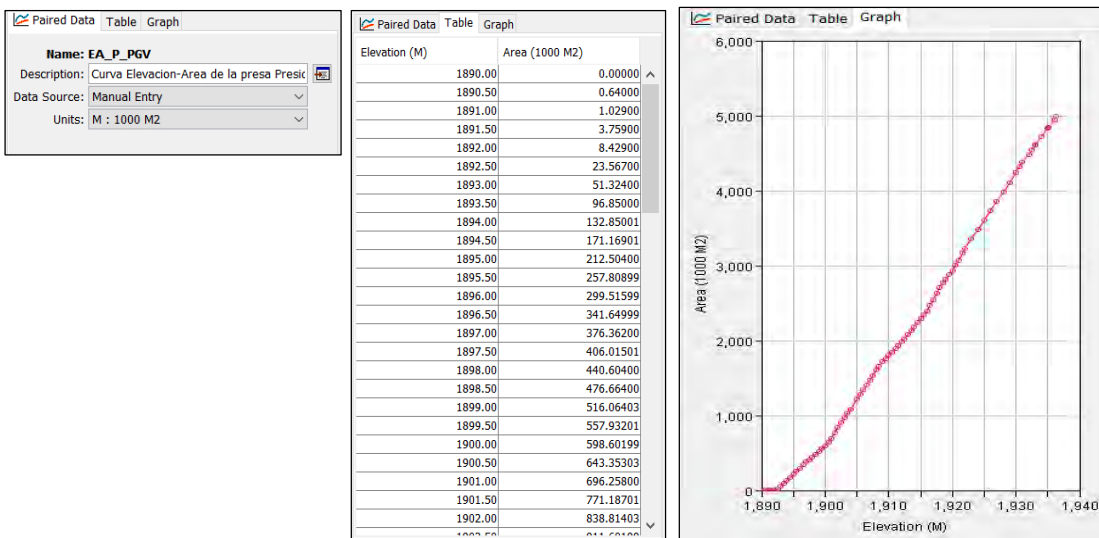 Paired Data Table Graph
Name: EA_P_PGV
Description: Curva Elevacion-Area de la presa Presic
Data Source: Manual Entry
Units: M : 1000 M2
Paired Data Table Graph
Elevation (M) Area (1000 M2)
1890.00 0.00000
1890.50 0.64000
1891.00 1.02900
1891.50 3.75900
1892.00 8.42900
1892.50 23.56700
1893.00 51.32400
1893.50 96.85000
1894.00 132.85001
1894.50 171.16901
1895.00 212.50400
1895.50 257.80899
1896.00 299.51599
1896.50 341.64999
1897.00 376.36200
1897.50 406.01501
1898.00 440.60400
1898.50 476.66400
1899.00 516.06403
1899.50 557.93201
1900.00 598.60199
1900.50 643.35303
1901.00 696.25800
1901.50 771.18701
1902.00 838.81403
Paired Data Table Graph
6,000
5,000
4,000
3,000
2,000
1,000
0
Area (1000 M2)
1,890 1,900 1,910 1,920 1,930 1,940
Elevation (M)